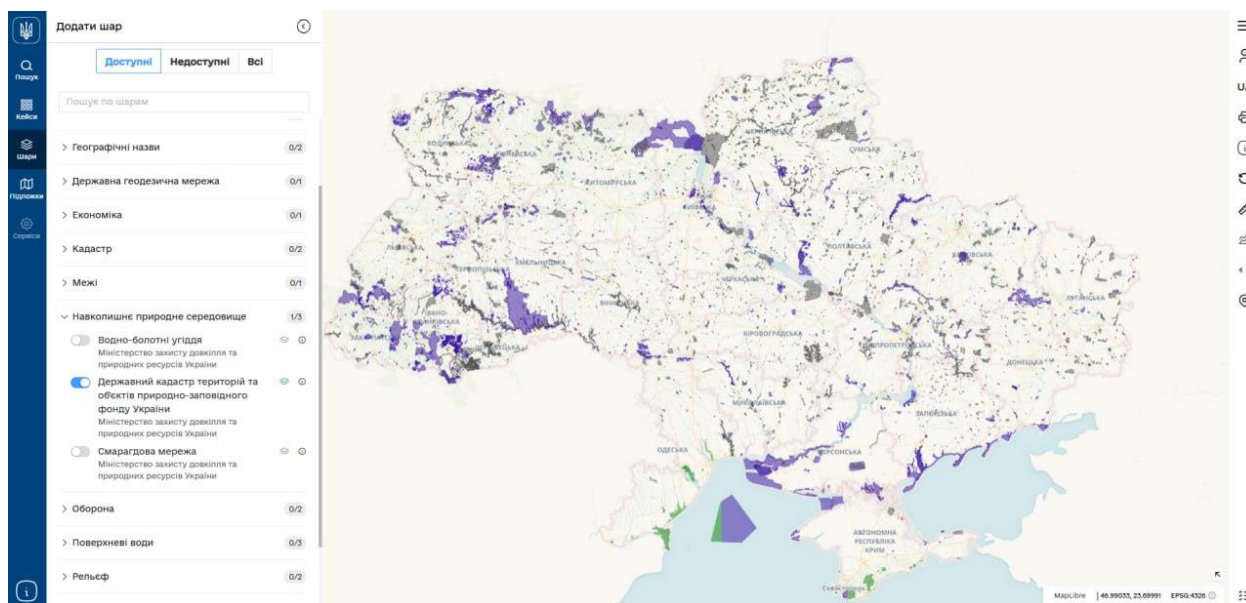 Додати шар
Доступні
Недоступні
Всі
Пошук по шарам
Пошук
Кейси
Шари
Підложки
Сервіси
Географічні назви 0/2
Державна геодезична мережа 0/1
Економіка 0/1
Кадастр 0/2
Межі 0/1
Навколишнє природне середовище 1/3
Водно-болотні угіддя
Міністерство захисту довкілля та
природних ресурсів України
Державний кадастр територій та
об'єктів природно-заповідного
фонду України
Міністерство захисту довкілля та
природних ресурсів України
Смарагдова мережа
Міністерство захисту довкілля та
природних ресурсів України
Оборона 0/2
Поверхневі води 0/3
Рельєф 0/2
СУМСЬКА
ЖИТОМИРСЬКА
ПОЛТАВСЬКА
ЛУГАНСЬКА
КІРОВОГРАДСЬКА
ДОНЕЦЬКА
МИКОЛАЇВСЬКА
ЗАПОРІЗЬКА
ОДЕСЬКА
АВТОНОМНА
РЕСПУБЛІКА
КРИМ
Севастополь
MapLibre | 46.99033, 23.69991 EPSG:4326